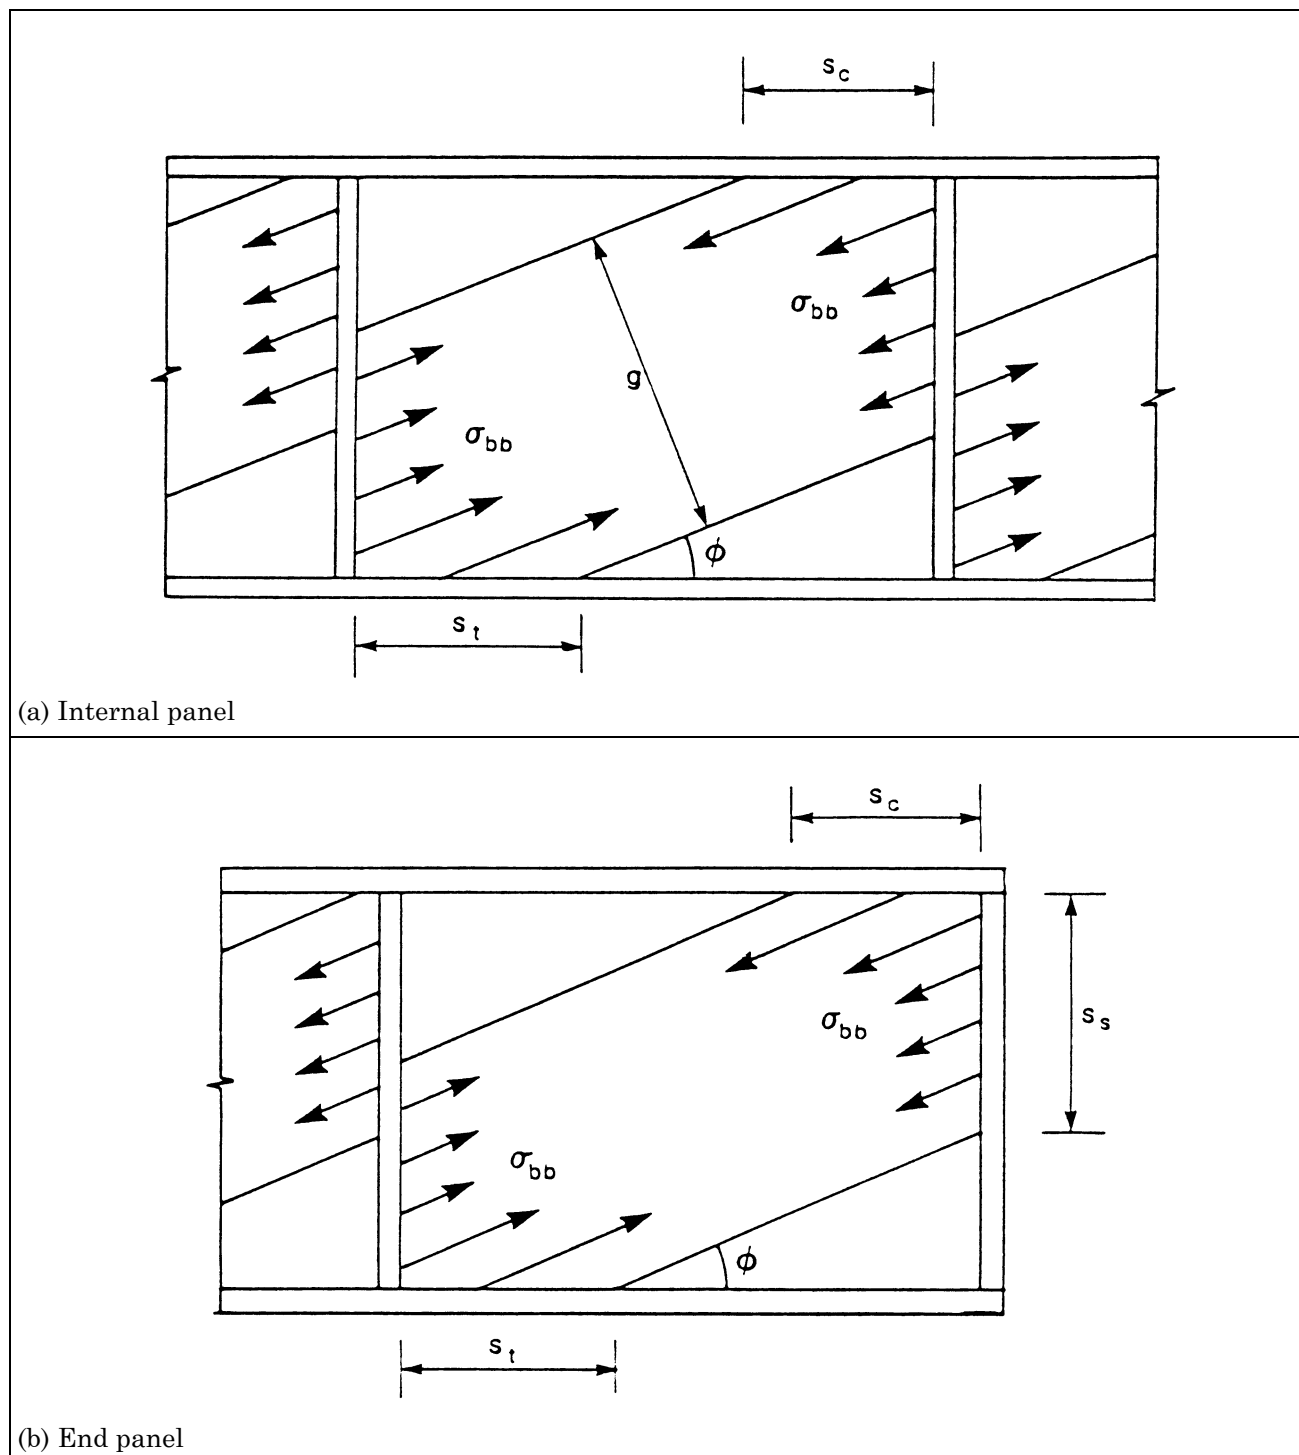 s_c
σ_bb
g
σ_bb
ϕ
s_t
(a) Internal panel
s_c
σ_bb
s_s
σ_bb
ϕ
s_t
(b) End panel